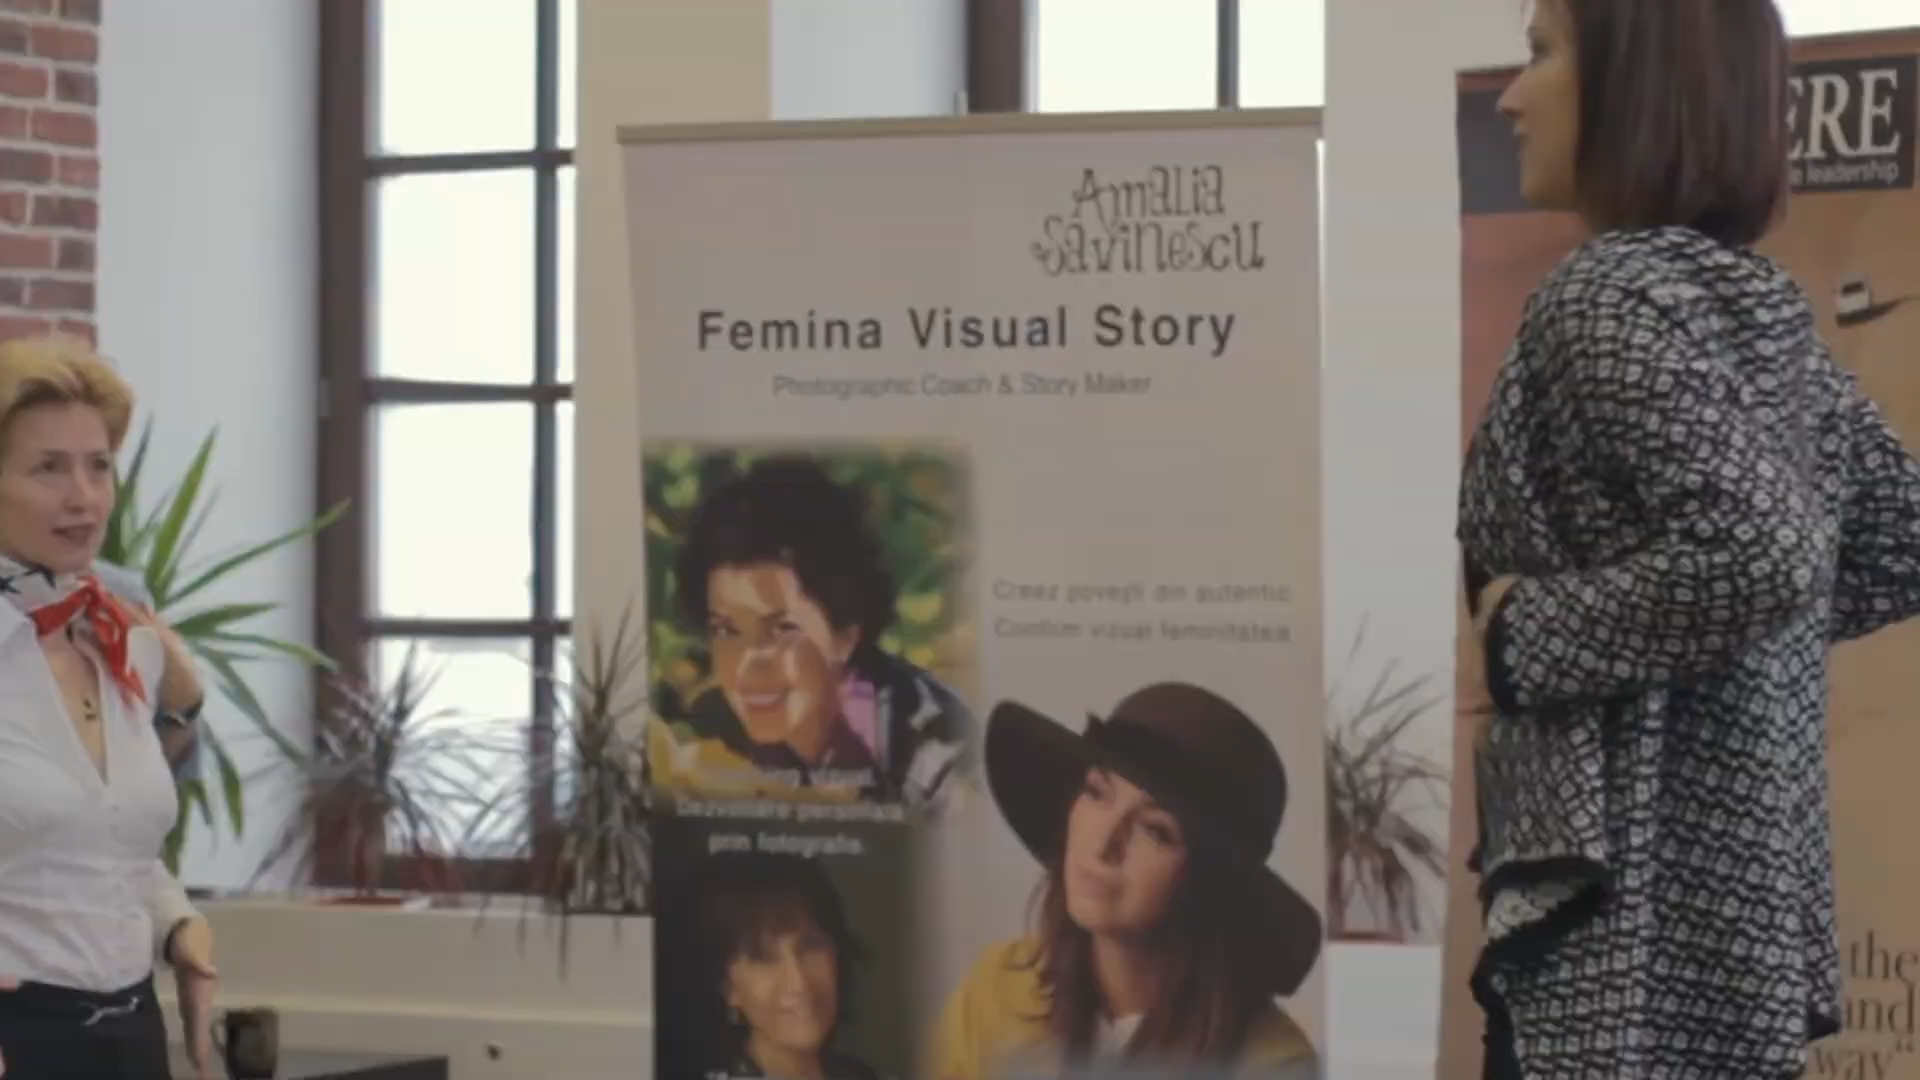 Amalia
Savinescu
Femina Visual Story
Photographic Coach & Story Maker
Creez povești din autentic
Confirm vizual feminitatea
Dezvoltare personală
prin fotografie.
ERE
leadership
the
and
way“